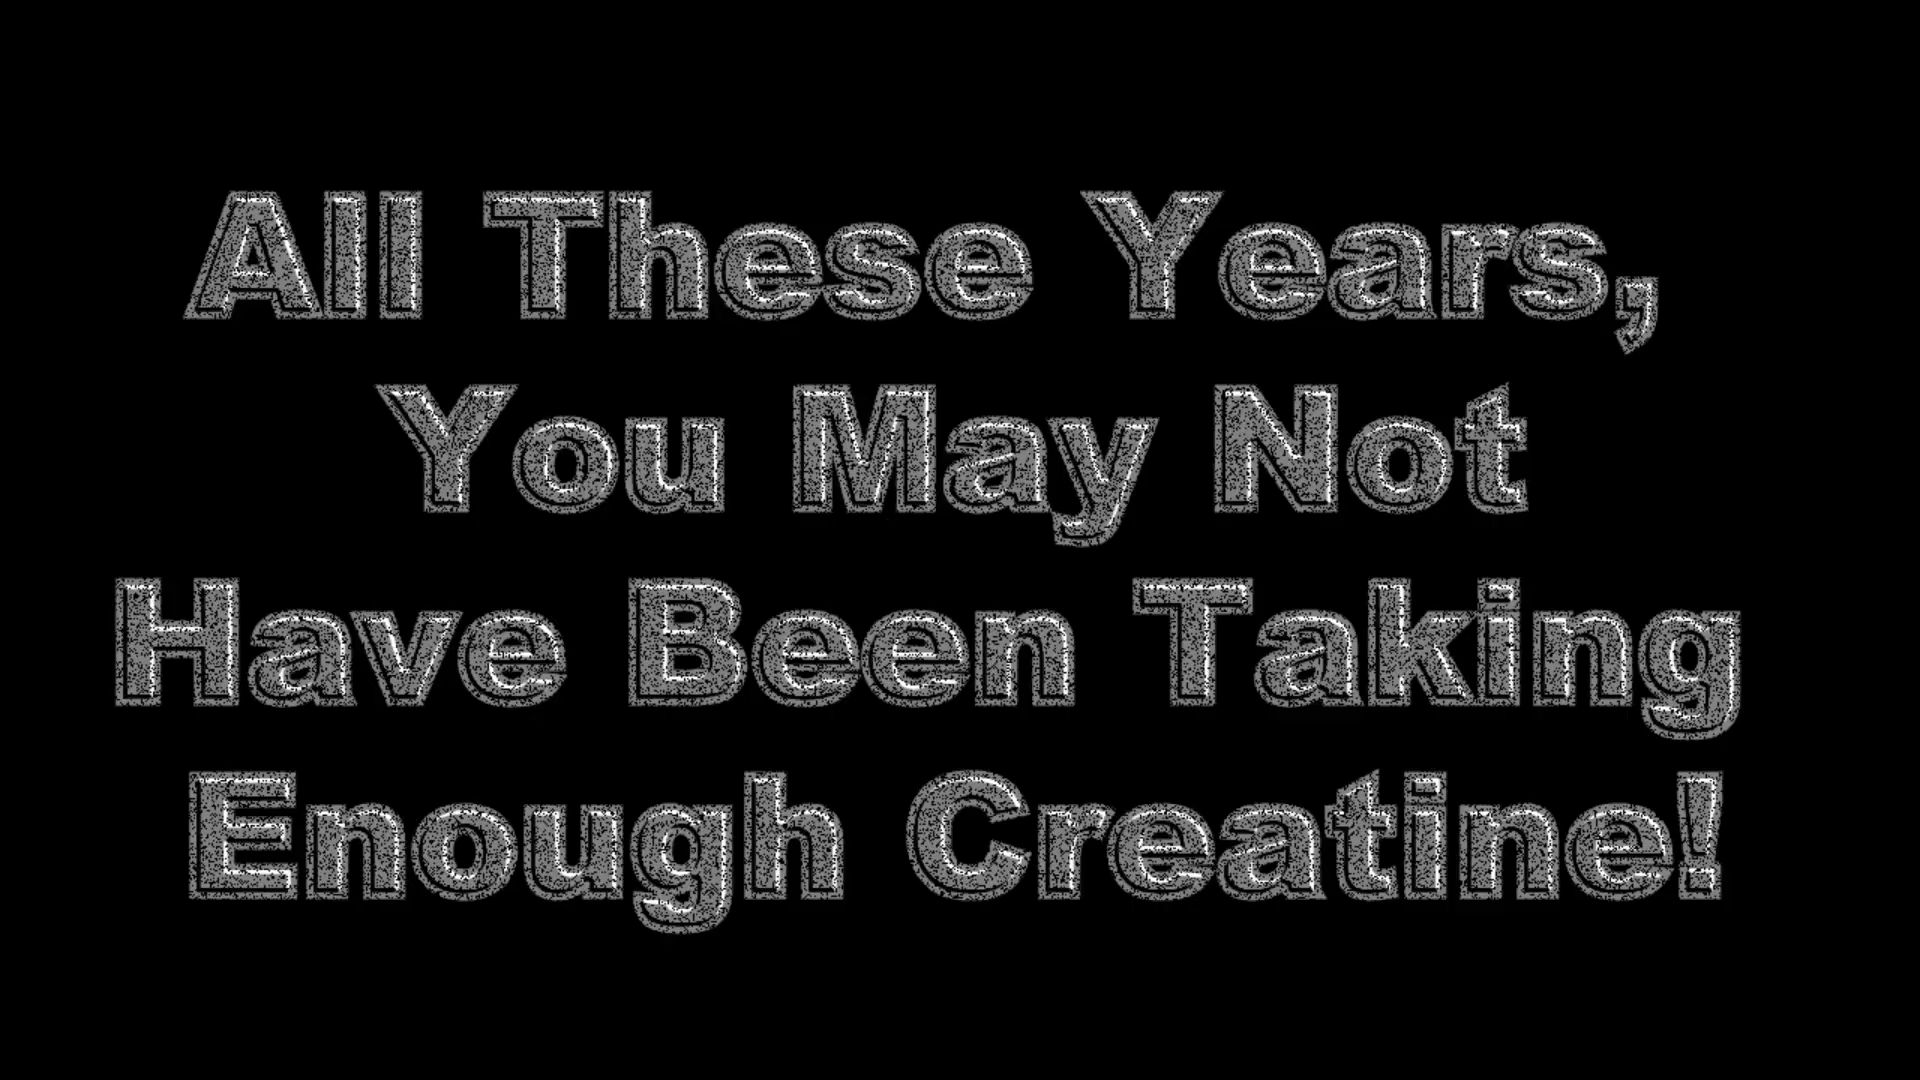 All These Years,
You May Not
Have Been Taking
Enough Creatine!